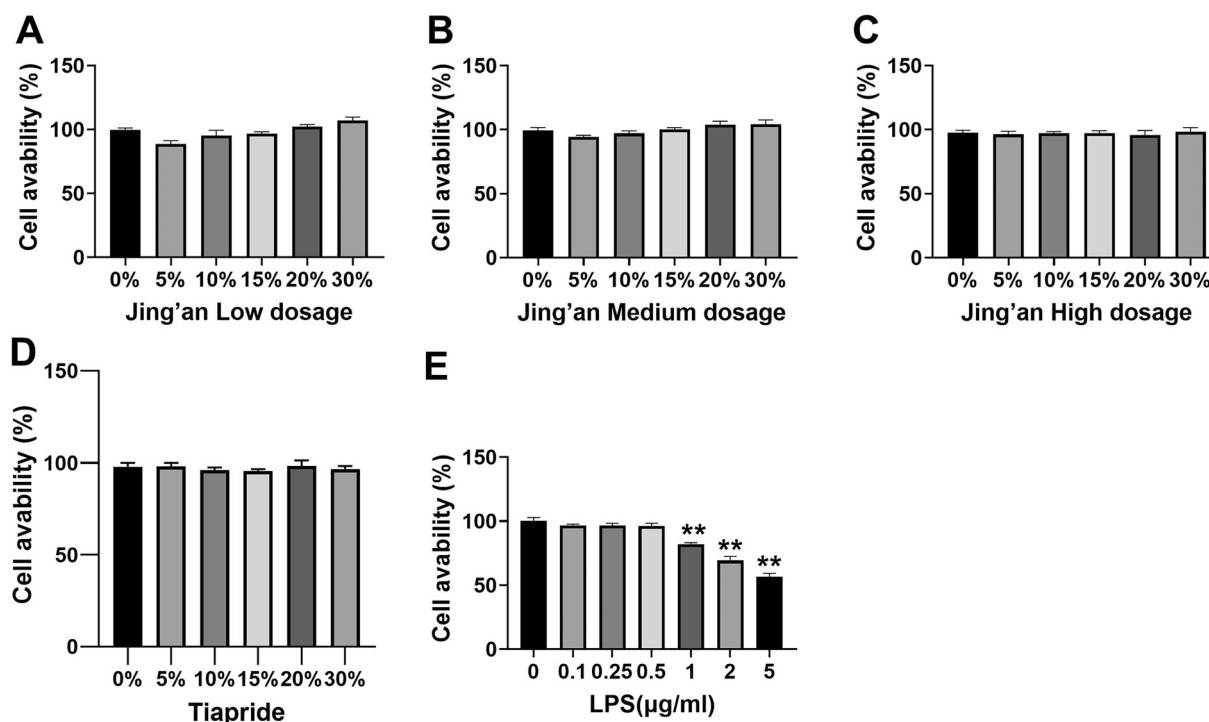 A
Cell avability (%)
150
100
50
0
0% 5% 10% 15% 20% 30%
Jing'an Low dosage
B
Cell avability (%)
150
100
50
0
0% 5% 10% 15% 20% 30%
Jing'an Medium dosage
C
Cell avability (%)
150
100
50
0
0% 5% 10% 15% 20% 30%
Jing'an High dosage
D
Cell avability (%)
150
100
50
0
0% 5% 10% 15% 20% 30%
Tiapride
E
Cell avability (%)
150
100
50
0
** ** **
0 0.1 0.25 0.5 1 2 5
LPS(μg/ml)